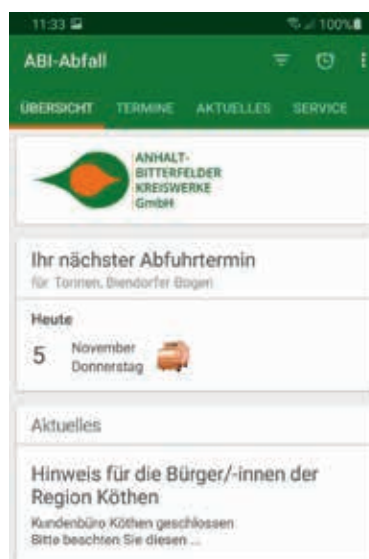 11:33 100%
ABI-Abfall
ÜBERSICHT TERMINE AKTUELLES SERVICE
ANHALT-
BITTERFELDER
KREISWERKE
GmbH
Ihr nächster Abfuhrtermin
für Tonnen, Biendorfer Bogen
Heute
5 November
Donnerstag
Aktuelles
Hinweis für die Bürger/-innen der
Region Köthen
Kundenbüro Köthen geschlossen
Bitte beachten Sie diesen ...